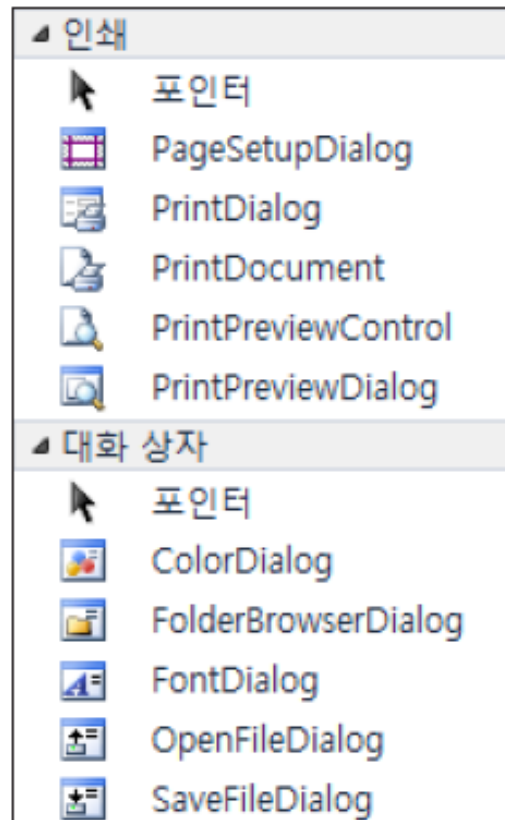 인쇄
포인터
PageSetupDialog
PrintDialog
PrintDocument
PrintPreviewControl
PrintPreviewDialog
대화 상자
포인터
ColorDialog
FolderBrowserDialog
FontDialog
OpenFileDialog
SaveFileDialog